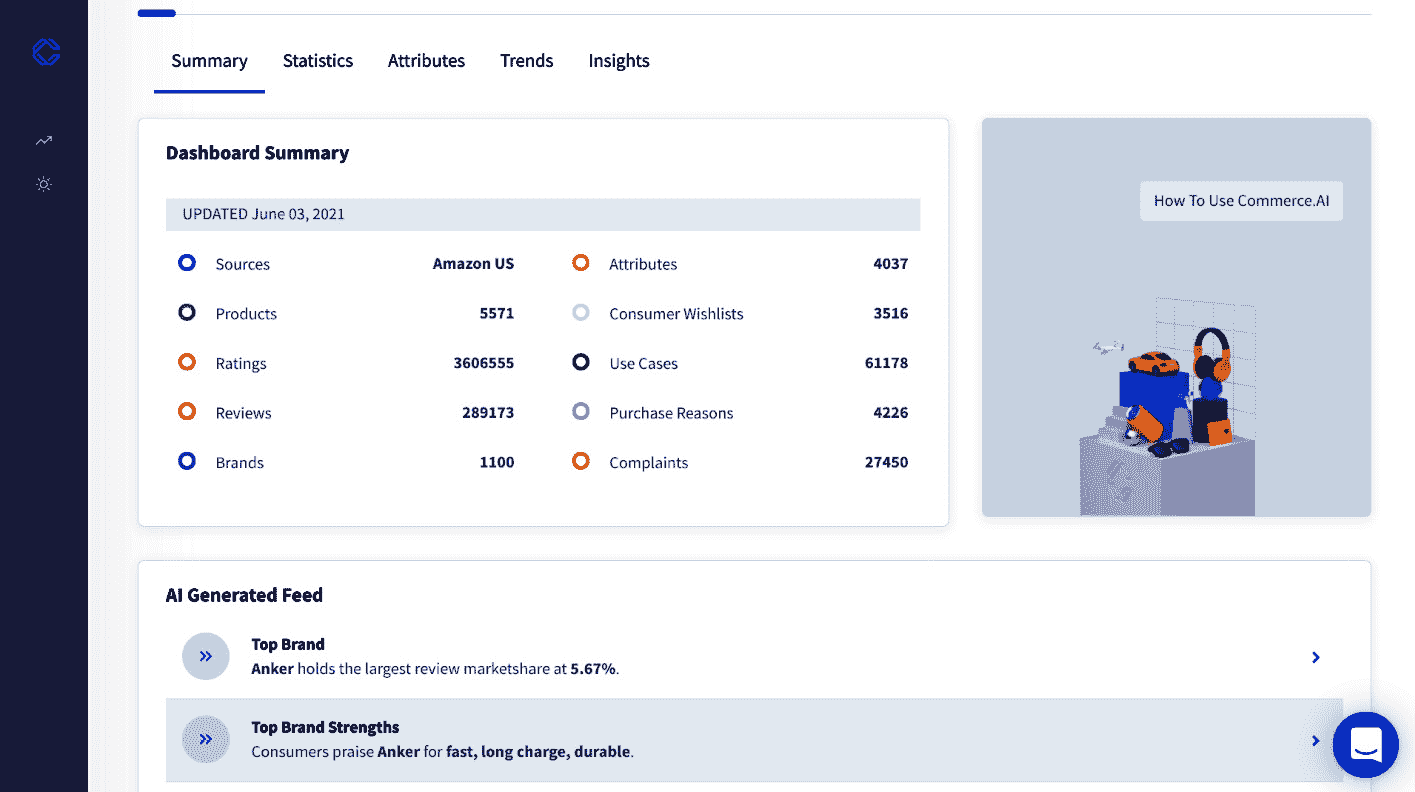 Summary Statistics Attributes Trends Insights
Dashboard Summary
UPDATED June 03, 2021
Sources Amazon US
Products 5571
Ratings 3606555
Reviews 289173
Brands 1100
Attributes 4037
Consumer Wishlists 3516
Use Cases 61178
Purchase Reasons 4226
Complaints 27450
How To Use Commerce.AI
AI Generated Feed
Top Brand
Anker holds the largest review marketshare at 5.67%.
Top Brand Strengths
Consumers praise Anker for fast, long charge, durable.